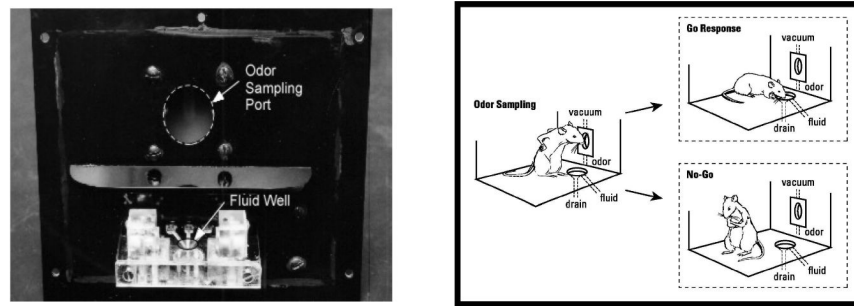 Odor
Sampling
Port
Fluid Well
Odor Sampling
vacuum
odor
drain
fluid
Go Response
vacuum
odor
drain
fluid
No-Go
vacuum
odor
drain
fluid